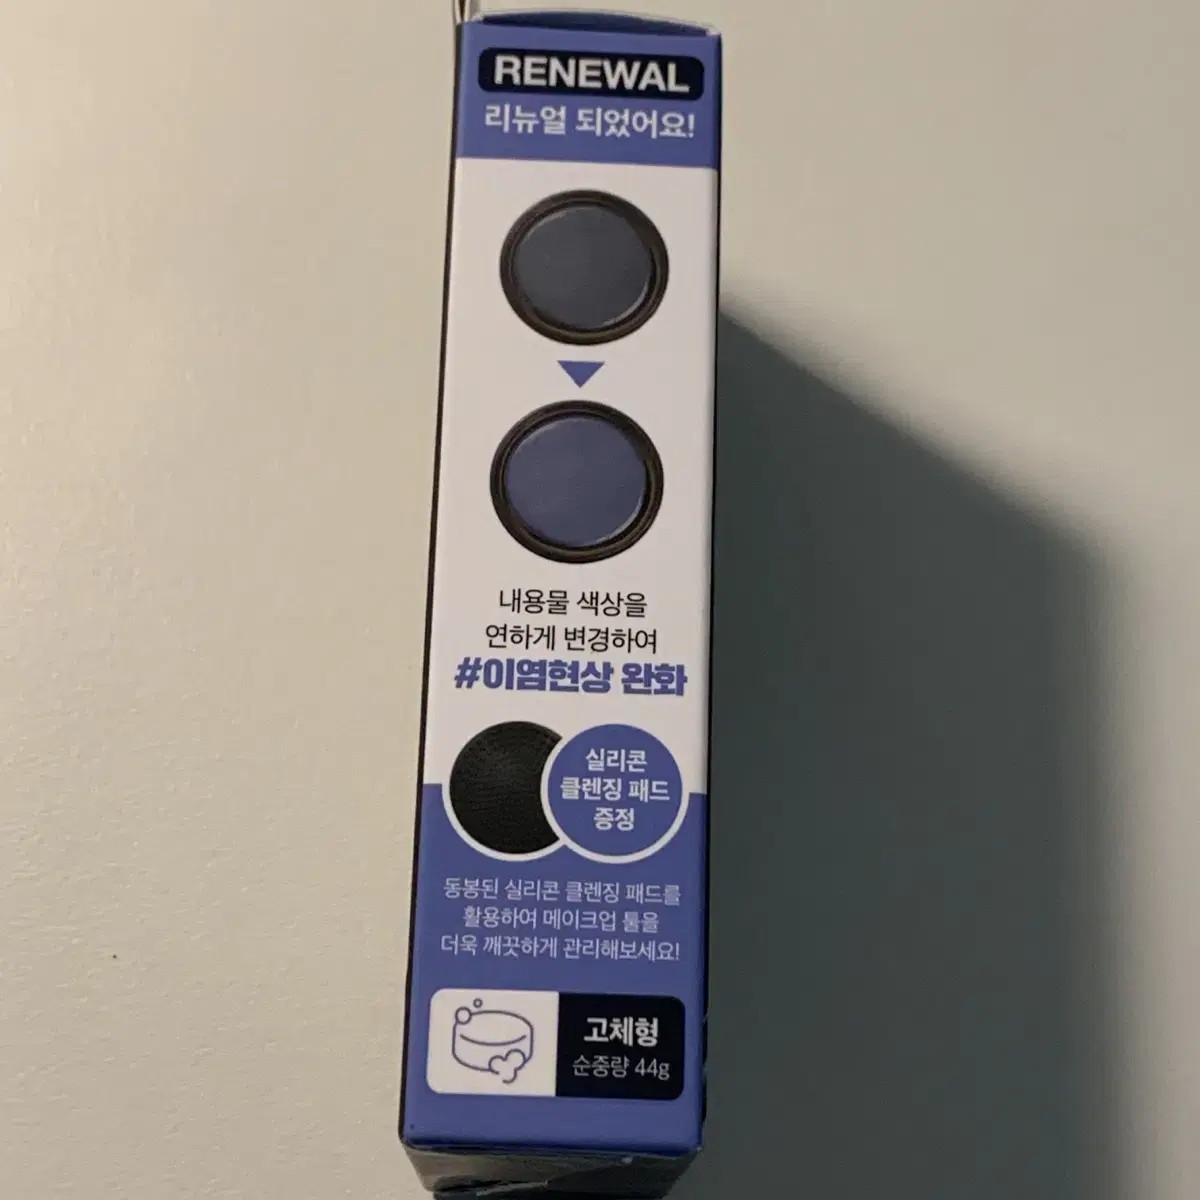 RENEWAL
리뉴얼 되었어요!
내용물 색상을
연하게 변경하여
#이염현상 완화
실리콘
클렌징 패드
증정
동봉된 실리콘 클렌징 패드를
활용하여 메이크업 툴을
더욱 깨끗하게 관리해보세요!
고체형
순중량 44g